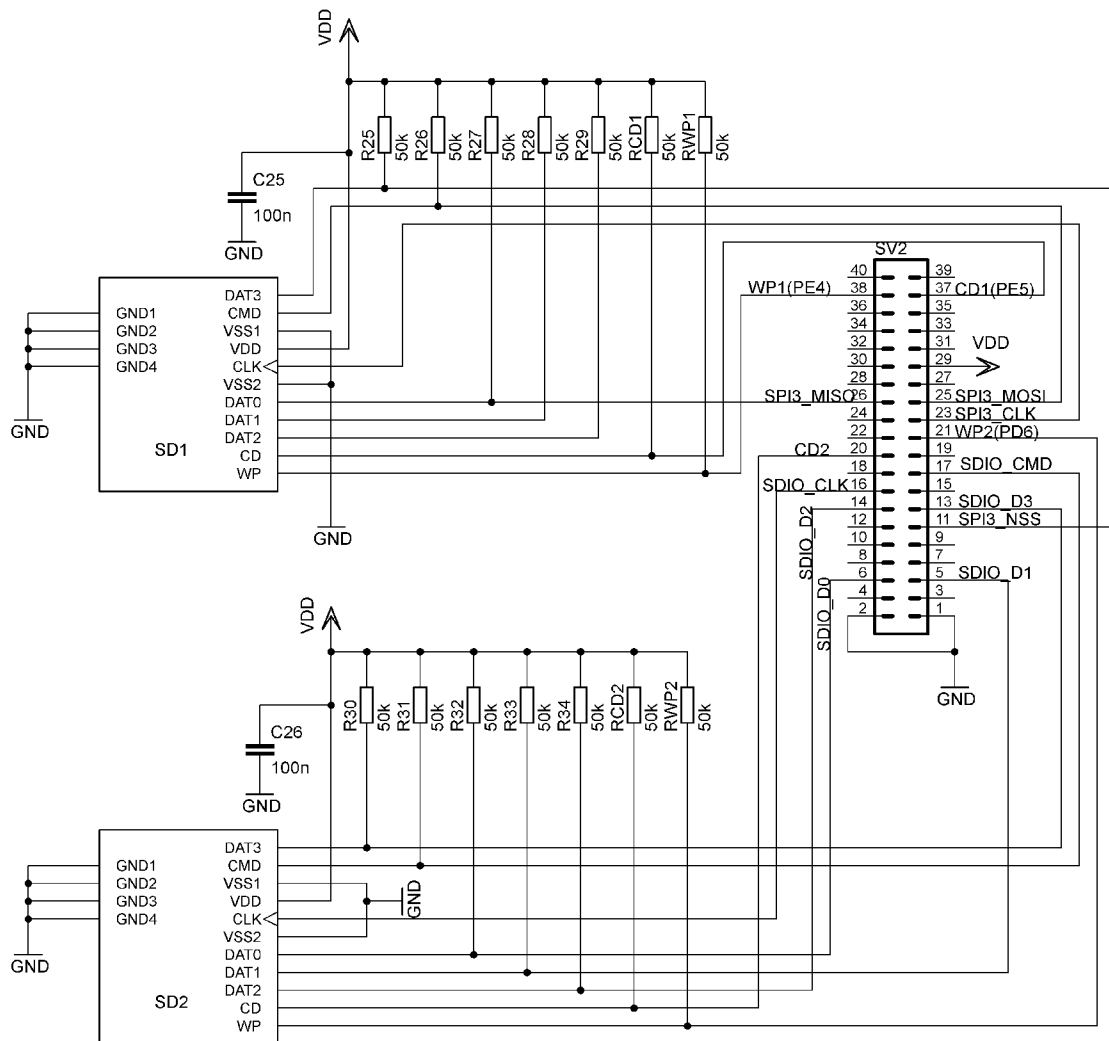 VDD
R25 50k R26 50k R27 50k R28 50k R29 50k RCD1 50k RWP1 50k
C25
100n
GND
SD1
GND1
GND2
GND3
GND4
GND
DAT3
CMD
VSS1
VDD
CLK
VSS2
DAT0
DAT1
DAT2
CD
WP
GND
SV2
40 39
WP1(PE4) 38 37 CD1(PE5)
36 35
34 33
32 31
30 29 VDD
28 27
SPI3_MISO 26 25 SPI3_MOSI
24 23 SPI3_CLK
22 21 WP2(PD6)
CD2 20 19
18 17 SDIO_CMD
SDIO_CLK 16 15
SDIO_D2 14 13 SDIO_D3
12 11 SPI3_NSS
10 9
8 7
SDIO_D0 6 5 SDIO_D1
4 3
2 1
GND
VDD
R30 50k R31 50k R32 50k R33 50k R34 50k RCD2 50k RWP2 50k
C26
100n
GND
SD2
GND1
GND2
GND3
GND4
GND
DAT3
CMD
VSS1
VDD
CLK
VSS2
DAT0
DAT1
DAT2
CD
WP
GND